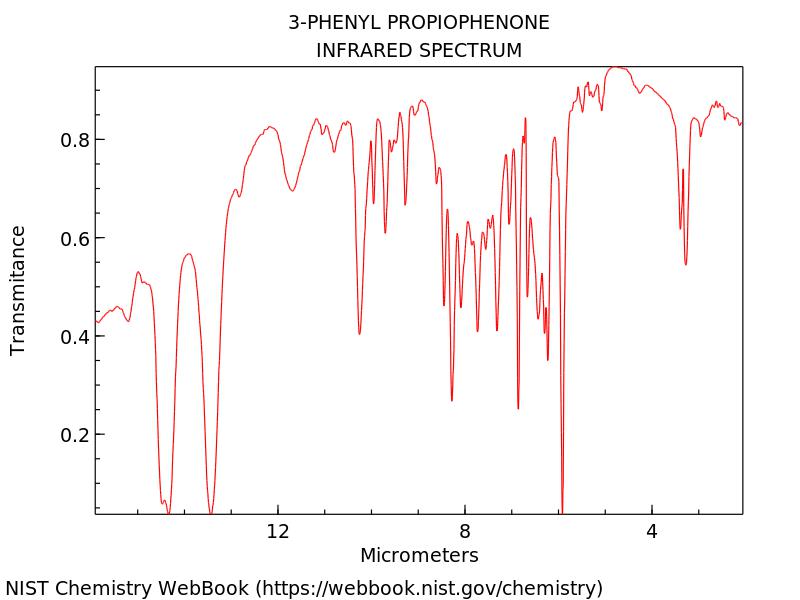 3-PHENYL PROPIOPHENONE
INFRARED SPECTRUM
Transmitance
0.8
0.6
0.4
0.2
12
8
4
Micrometers
NIST Chemistry WebBook (https://webbook.nist.gov/chemistry)